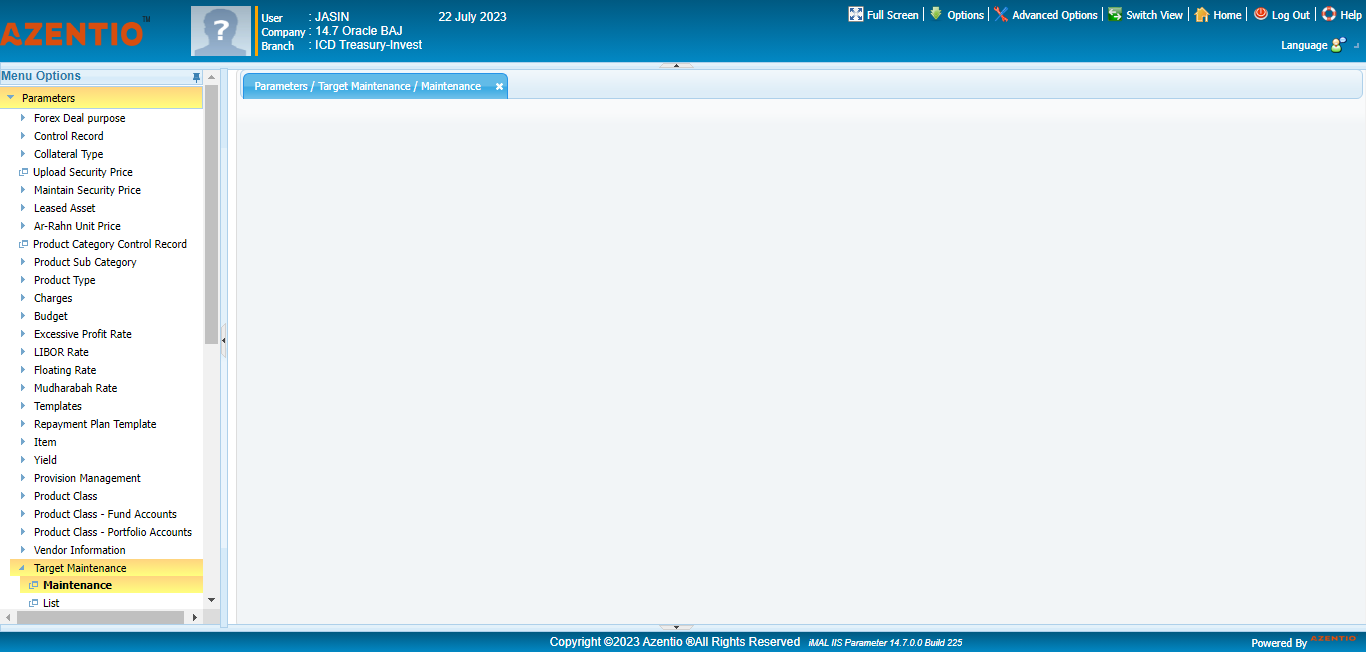 AZENTIO™
?
User : JASIN 22 July 2023
Company : 14.7 Oracle BAJ
Branch : ICD Treasury-Invest
Full Screen | Options | Advanced Options | Switch View | Home | Log Out | Help
Language
Menu Options
Parameters
Forex Deal purpose
Control Record
Collateral Type
Upload Security Price
Maintain Security Price
Leased Asset
Ar-Rahn Unit Price
Product Category Control Record
Product Sub Category
Product Type
Charges
Budget
Excessive Profit Rate
LIBOR Rate
Floating Rate
Mudharabah Rate
Templates
Repayment Plan Template
Item
Yield
Provision Management
Product Class
Product Class - Fund Accounts
Product Class - Portfolio Accounts
Vendor Information
Target Maintenance
Maintenance
List
Parameters / Target Maintenance / Maintenance
Copyright ©2023 Azentio ®All Rights Reserved iMAL IIS Parameter 14.7.0.0 Build 225
Powered By AZENTIO